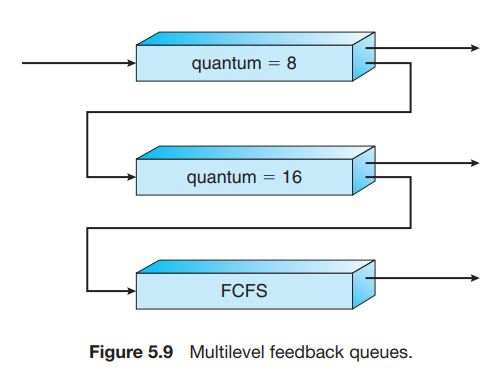 quantum = 8
quantum = 16
FCFS
Figure 5.9 Multilevel feedback queues.